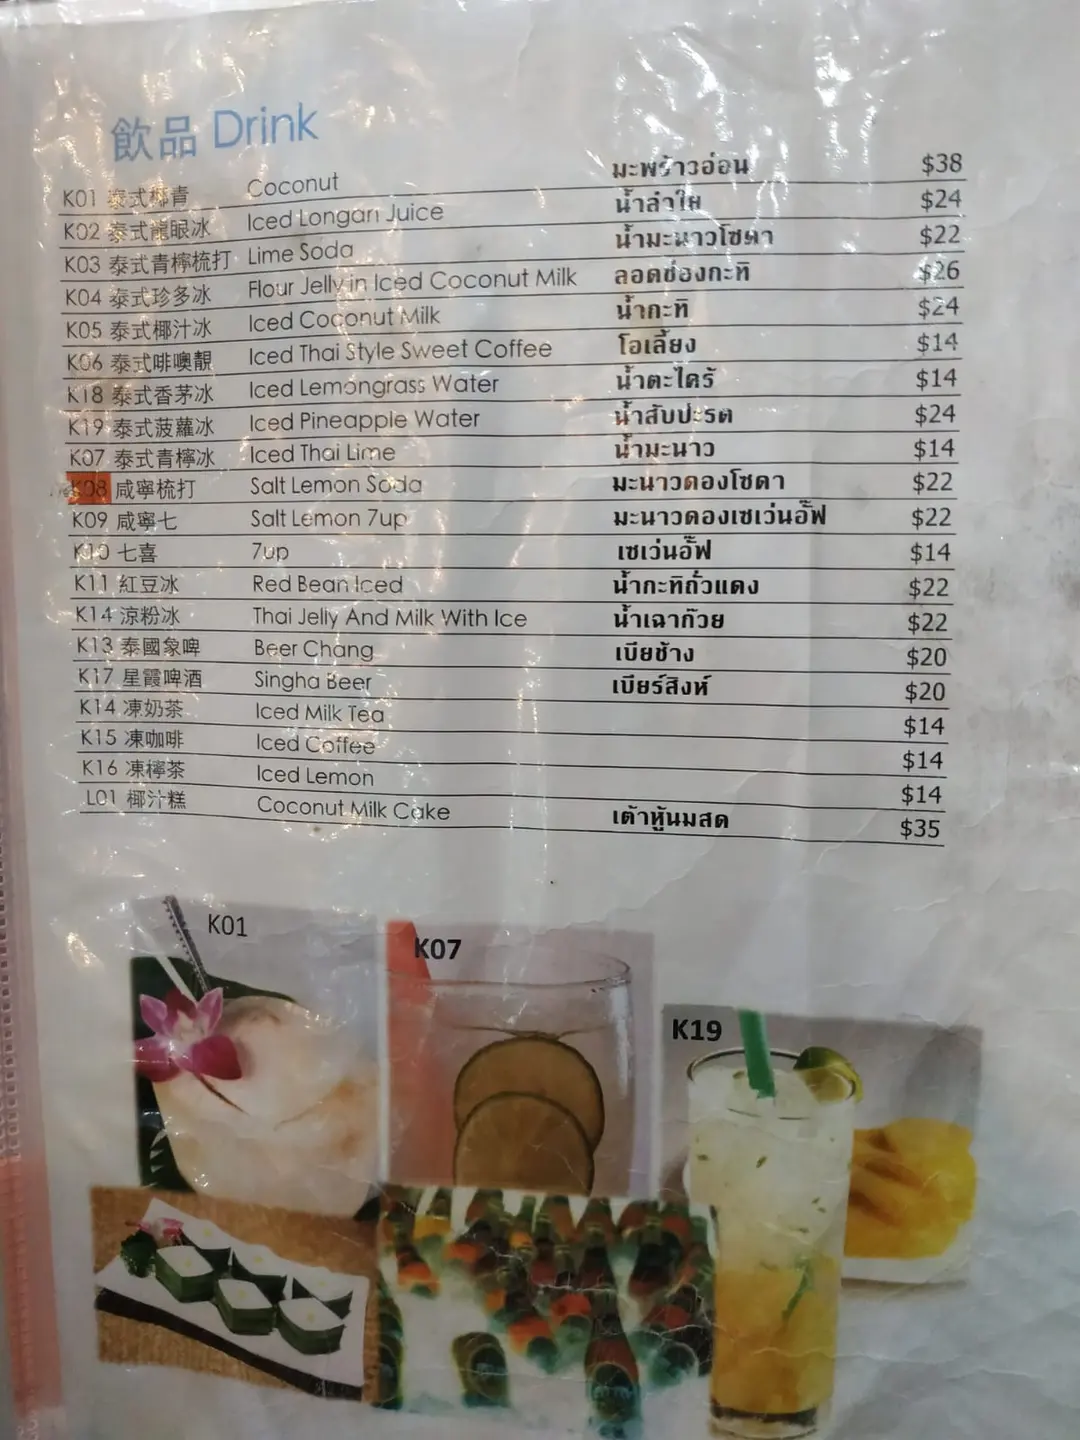 飲品 Drink
K01 泰式椰青 Coconut มะพร้าวอ่อน $38
K02 泰式龍眼冰 Iced Longan Juice น้ำลำใย $24
K03 泰式青檸梳打 Lime Soda น้ำมะนาวโซดา $22
K04 泰式珍多冰 Flour Jelly in Iced Coconut Milk ลอดช่องกะทิ $26
K05 泰式椰汁冰 Iced Coconut Milk น้ำกะทิ $24
K06 泰式啡噢靚 Iced Thai Style Sweet Coffee โอเลี้ยง $14
K18 泰式香茅冰 Iced Lemongrass Water น้ำตะไคร้ $14
K19 泰式菠蘿冰 Iced Pineapple Water น้ำสับปะรต $24
K07 泰式青檸冰 Iced Thai Lime น้ำมะนาว $14
K08 咸寧梳打 Salt Lemon Soda มะนาวดองโซดา $22
K09 咸寧七 Salt Lemon 7up มะนาวดองเซเว่นอั๊ฟ $22
K10 七喜 7up เซเว่นอั๊ฟ $14
K11 紅豆冰 Red Bean Iced น้ำกะทิถั่วแดง $22
K14 涼粉冰 Thai Jelly And Milk With Ice น้ำเฉาก๊วย $22
K13 泰國象啤 Beer Chang เบียช้าง $20
K17 星霞啤酒 Singha Beer เบียร์สิงห์ $20
K14 凍奶茶 Iced Milk Tea $14
K15 凍咖啡 Iced Coffee $14
K16 凍檸茶 Iced Lemon $14
L01 椰汁糕 Coconut Milk Cake เต้าหู้นมสด $35
K01
K07
K19